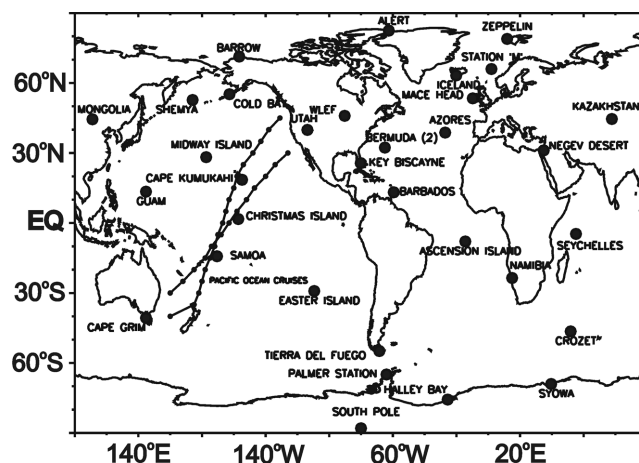 ALERT
ZEPPELIN
BARROW
STATION "M"
60°N
ICELAND
MACE HEAD
COLD BAY
SHEMYA
MONGOLIA
WLEF
UTAH
AZORES
KAZAKHSTAN
BERMUDA (2)
NEGEV DESERT
MIDWAY ISLAND
30°N
KEY BISCAYNE
CAPE KUMUKAHI
GUAM
BARBADOS
EQ
CHRISTMAS ISLAND
SAMOA
ASCENSION ISLAND
SEYCHELLES
NAMIBIA
PACIFIC OCEAN CRUISES
30°S
EASTER ISLAND
CAPE GRIM
CROZET
TIERRA DEL FUEGO
60°S
PALMER STATION
HALLEY BAY
SYOWA
SOUTH POLE
140°E
140°W
60°W
20°E